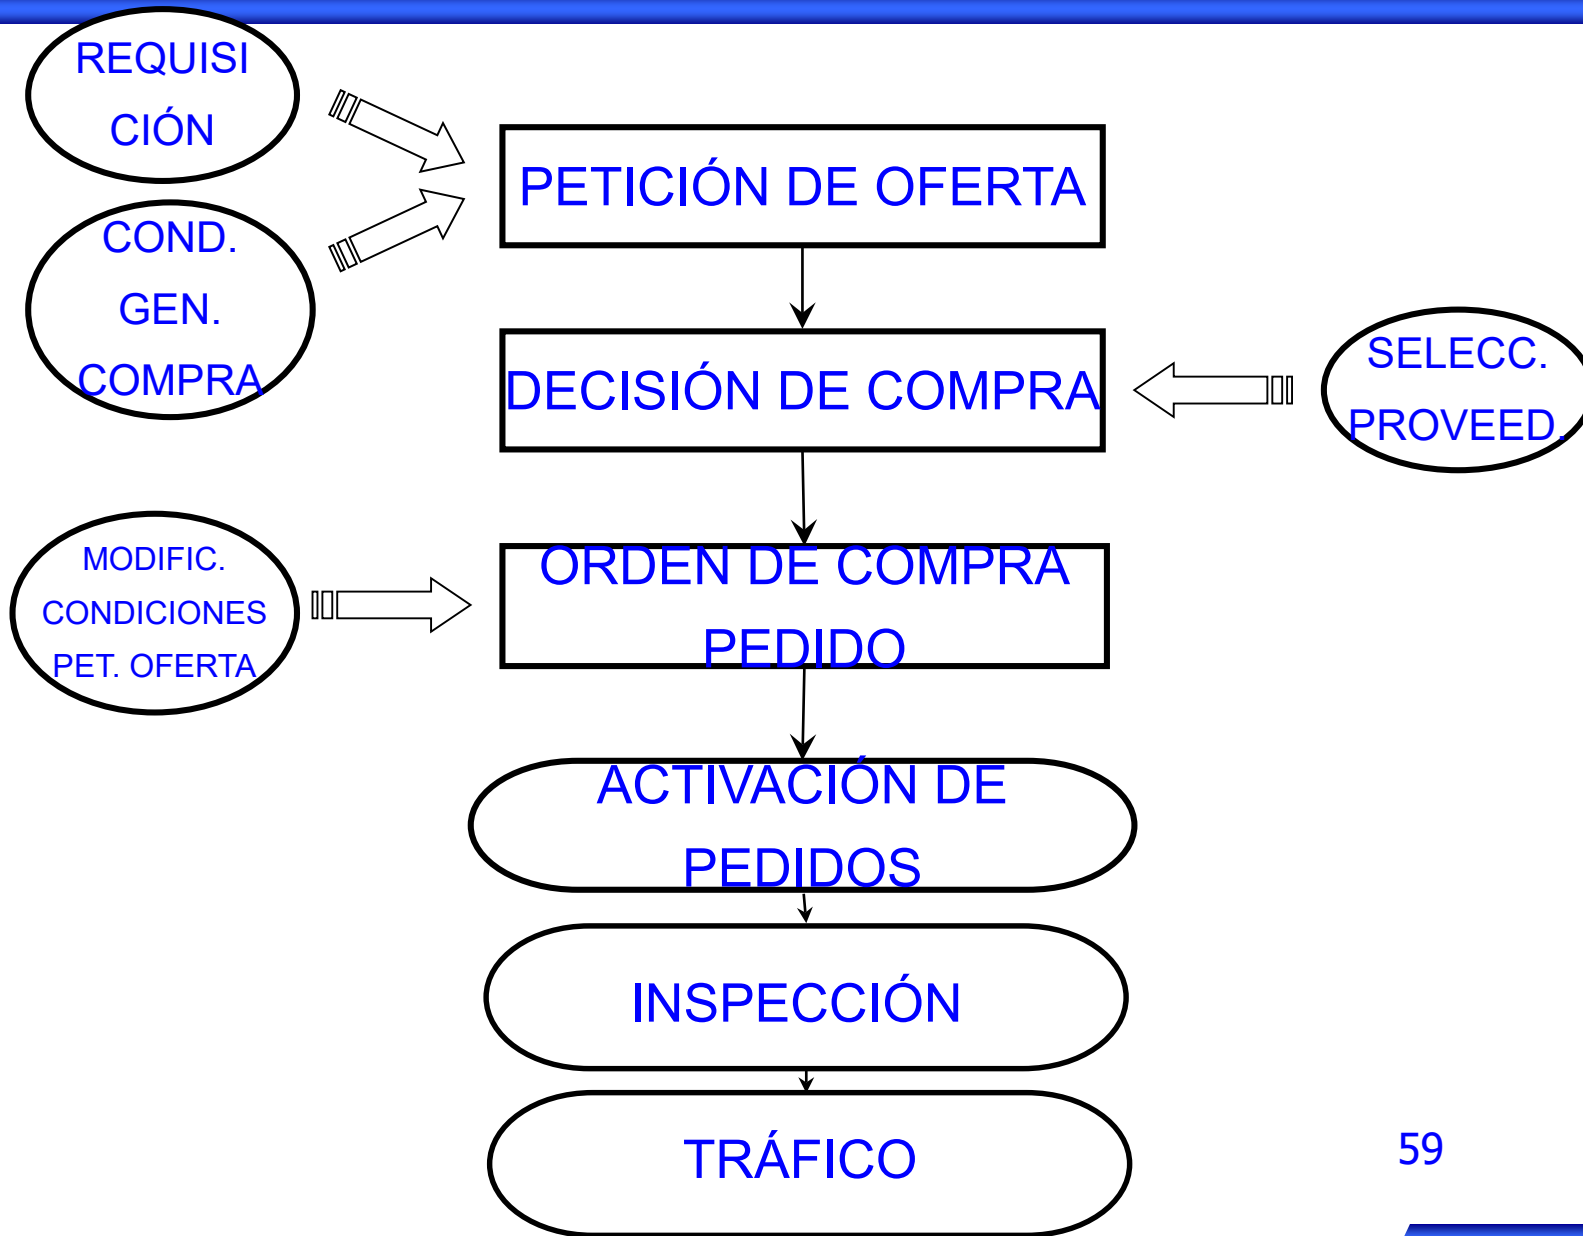 REQUISI
CIÓN
PETICIÓN DE OFERTA
COND.
GEN.
COMPRA
DECISIÓN DE COMPRA
SELECC.
PROVEED.
MODIFIC.
CONDICIONES
PET. OFERTA
ORDEN DE COMPRA
PEDIDO
ACTIVACIÓN DE
PEDIDOS
INSPECCIÓN
TRÁFICO
59